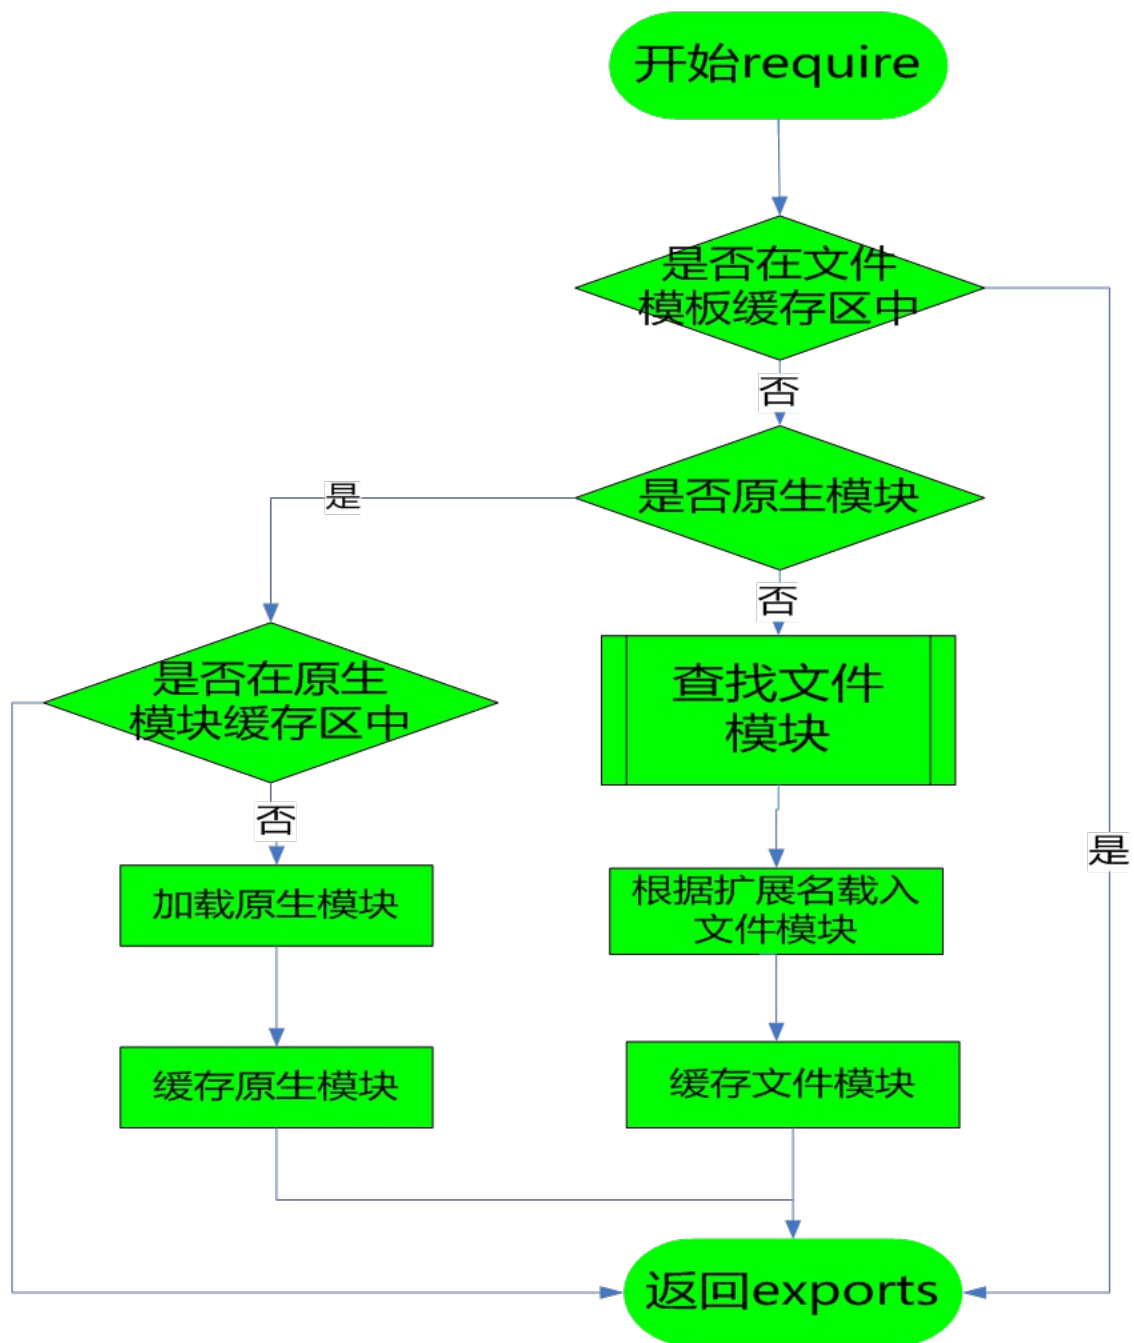 开始require
是否在文件
模板缓存区中
否
是否原生模块
是
否
是否在原生
模块缓存区中
查找文件
模块
否
是
加载原生模块
根据扩展名载入
文件模块
缓存原生模块
缓存文件模块
返回exports